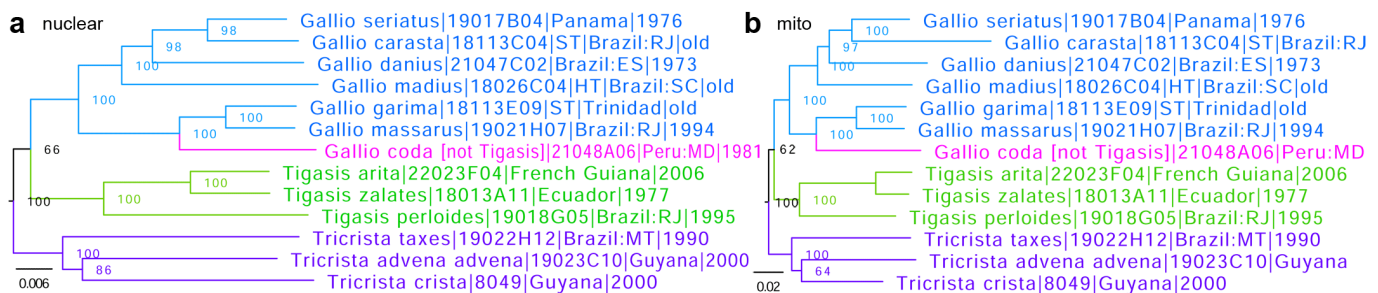 a nuclear
Gallio seriatus|19017B04|Panama|1976
98
Gallio carasta|18113C04|ST|Brazil:RJ|old
98
Gallio danius|21047C02|Brazil:ES|1973
100
Gallio madius|18026C04|HT|Brazil:SC|old
100
Gallio garima|18113E09|ST|Trinidad|old
100
Gallio massarus|19021H07|Brazil:RJ|1994
100
Gallio coda [not Tigasis]|21048A06|Peru:MD|1981
66
Tigasis arita|22023F04|French Guiana|2006
100
Tigasis zalates|18013A11|Ecuador|1977
100
100
Tigasis perloides|19018G05|Brazil:RJ|1995
Tricrista taxes|19022H12|Brazil:MT|1990
100
Tricrista advena advena|19023C10|Guyana|2000
86
Tricrista crista|8049|Guyana|2000
0.006
b mito
Gallio seriatus|19017B04|Panama|1976
100
Gallio carasta|18113C04|ST|Brazil:RJ
97
Gallio danius|21047C02|Brazil:ES|1973
100
Gallio madius|18026C04|HT|Brazil:SC|old
100
Gallio garima|18113E09|ST|Trinidad|old
100
Gallio massarus|19021H07|Brazil:RJ|1994
100
Gallio coda [not Tigasis]|21048A06|Peru:MD
62
Tigasis arita|22023F04|French Guiana|2006
Tigasis zalates|18013A11|Ecuador|1977
100
100
Tigasis perloides|19018G05|Brazil:RJ|1995
Tricrista taxes|19022H12|Brazil:MT|1990
100
Tricrista advena advena|19023C10|Guyana
64
Tricrista crista|8049|Guyana|2000
0.02